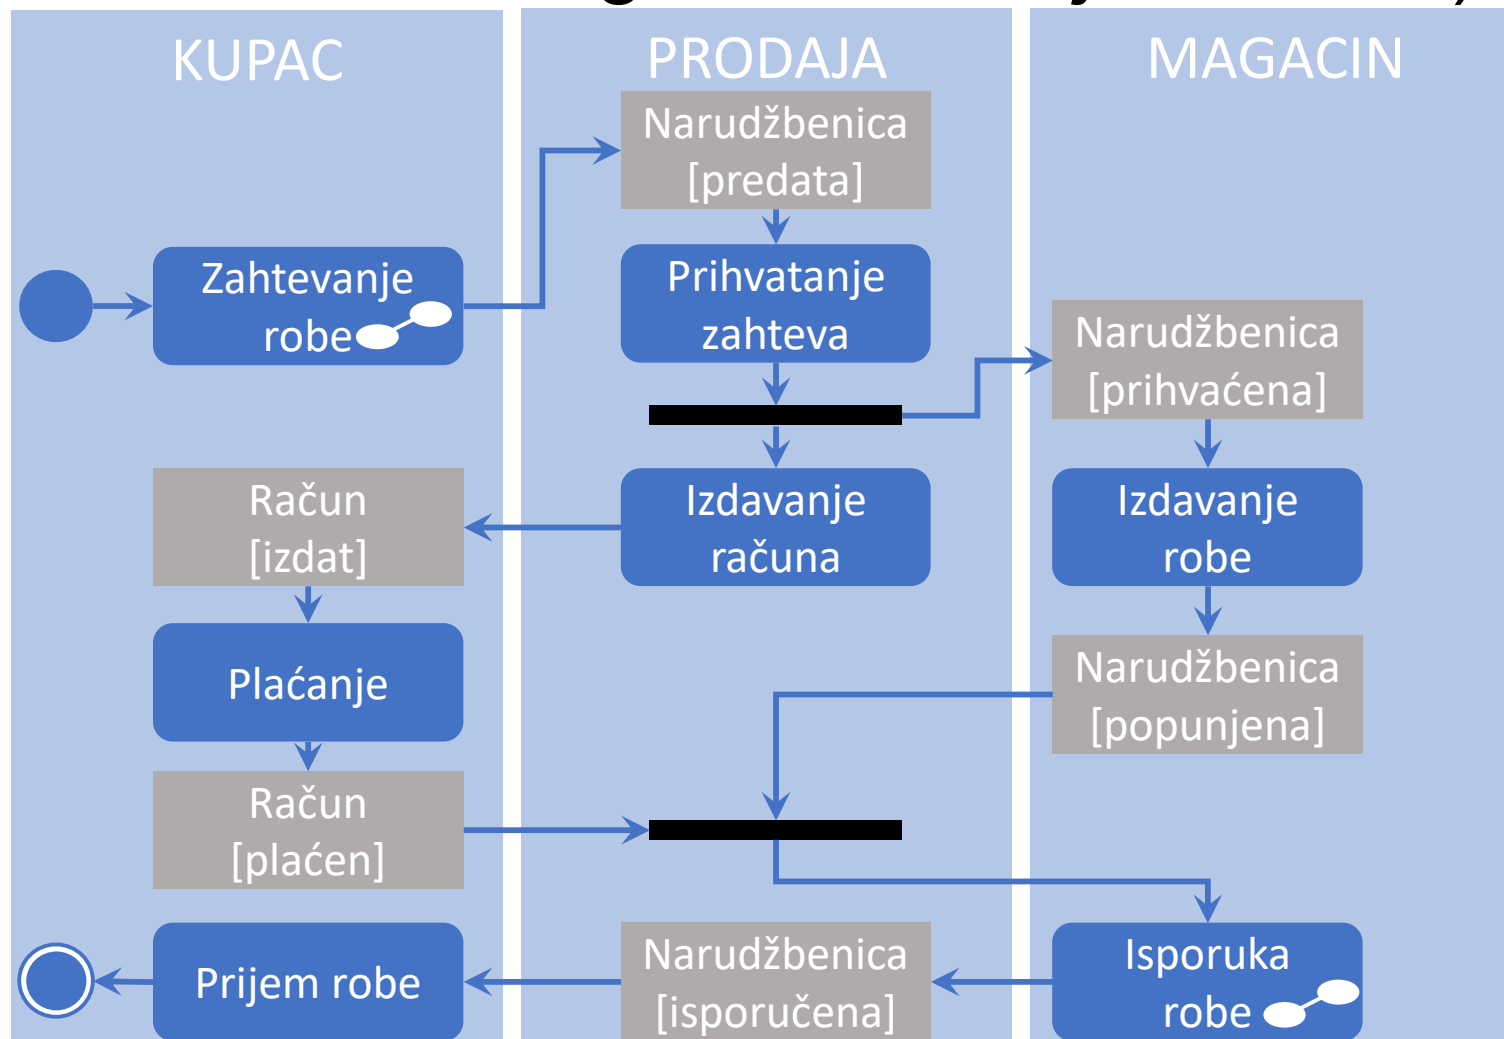 KUPAC
PRODAJA
MAGACIN
Narudžbenica
[predata]
Zahtevanje
robe
Prihvatanje
zahteva
Narudžbenica
[prihvaćena]
Račun
[izdat]
Izdavanje
računa
Izdavanje
robe
Plaćanje
Narudžbenica
[popunjena]
Račun
[plaćen]
Prijem robe
Narudžbenica
[isporučena]
Isporuka
robe